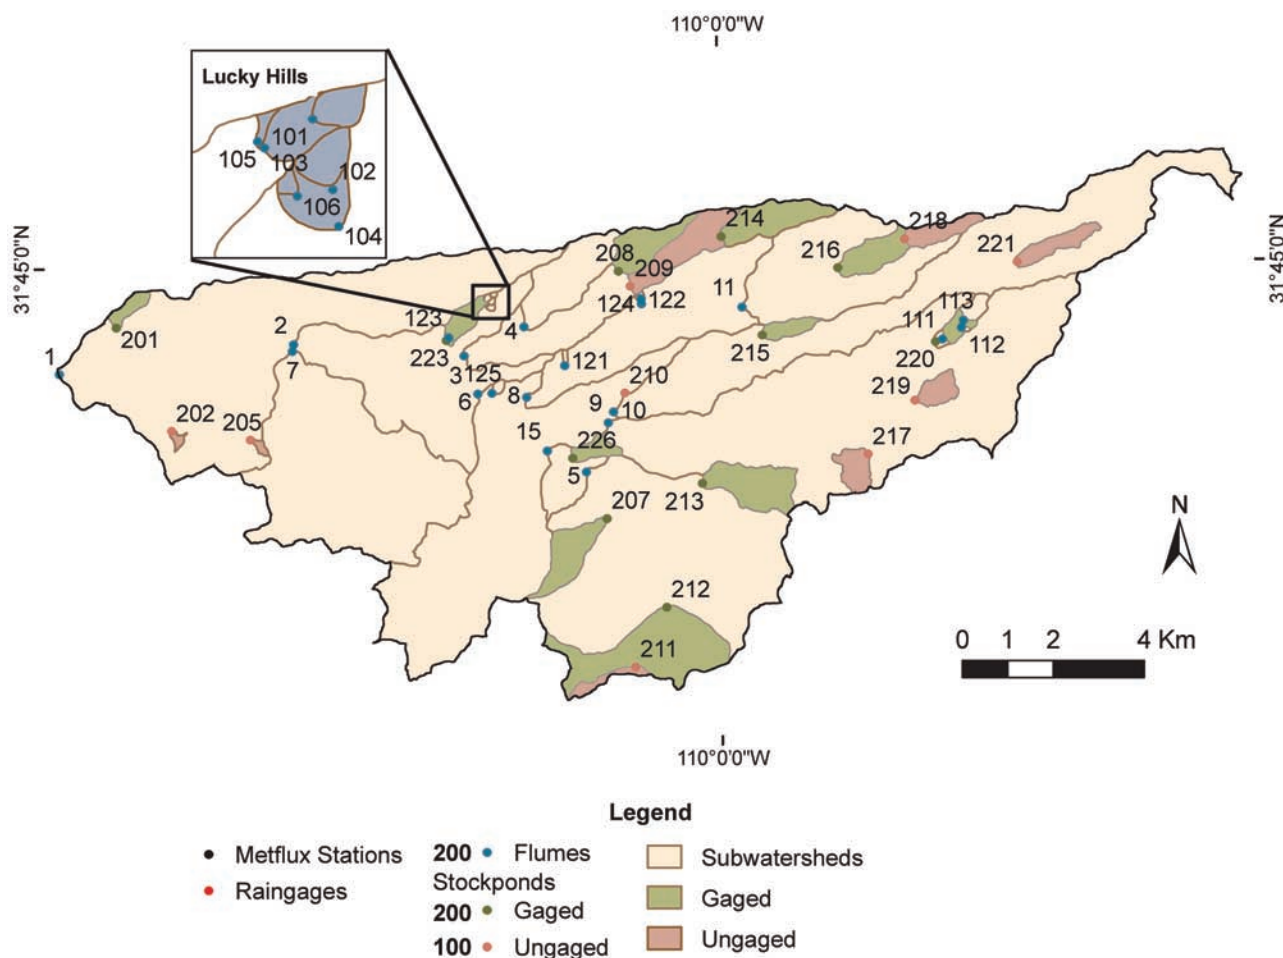 110°0'0"W
Lucky Hills
101
105
103
102
106
104
31°45'0"N
31°45'0"N
214
218
208
216
221
209
124
122
11
113
201
2
123
4
111
1
7
223
121
215
220
112
3
125
210
219
6
8
9
10
202
205
15
226
217
5
213
207
N
212
211
0 1 2 4 Km
110°0'0"W
Legend
Metflux Stations
200 Flumes
Subwatersheds
Stockponds
Raingages
200 Gaged
Gaged
100 Ungaged
Ungaged